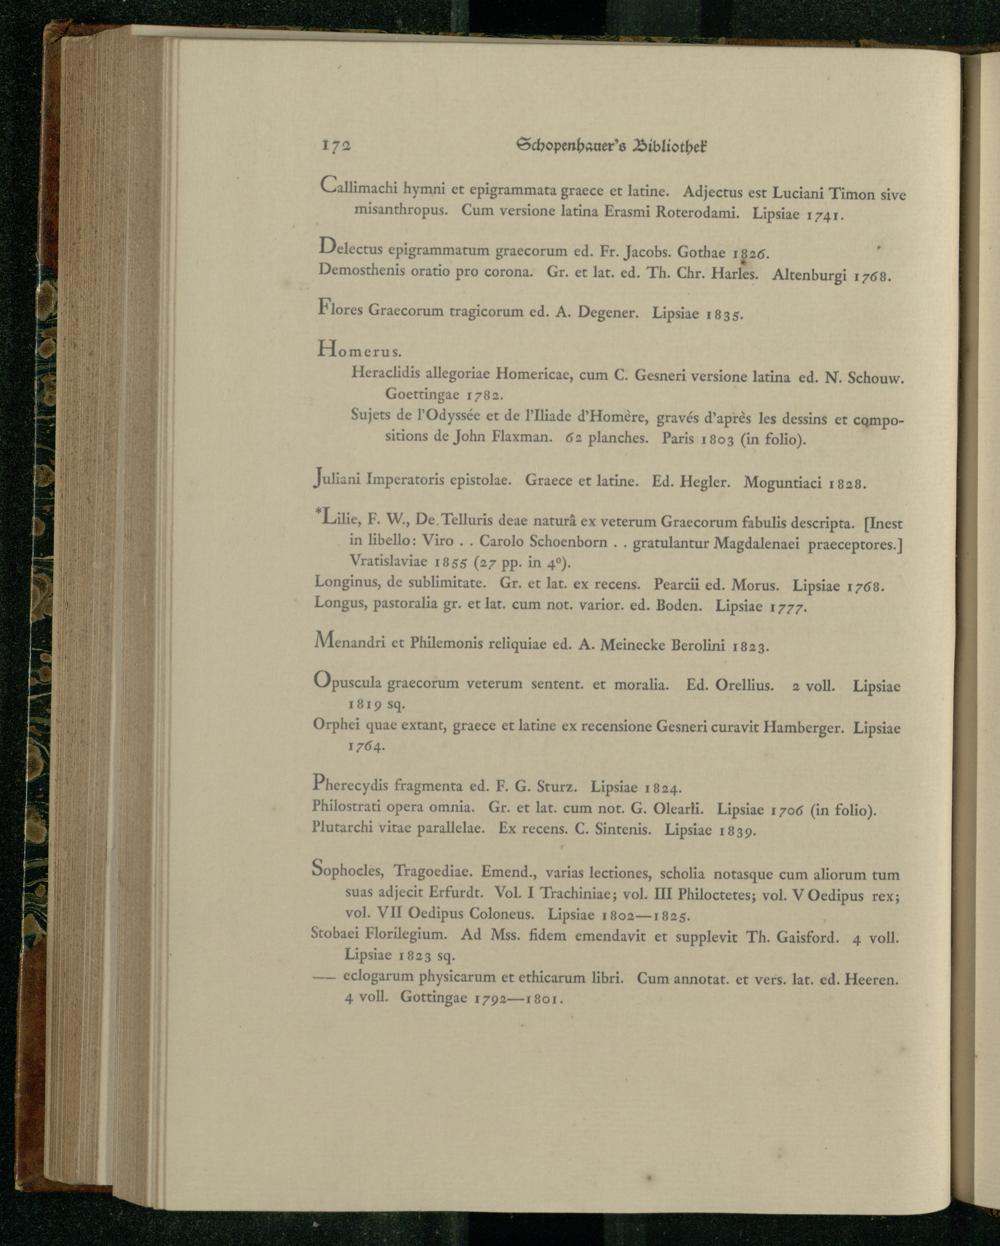 172 Schopenhauer's Bibliothek
Callimachi hymni et epigrammata graece et latine. Adjectus est Luciani Timon sive
misanthropus. Cum versione latina Erasmi Roterodami. Lipsiae 1741.
Delectus epigrammatum graecorum ed. Fr. Jacobs. Gothae 1826.
Demosthenis oratio pro corona. Gr. et lat. ed. Th. Chr. Harles. Altenburgi 1768.
Flores Graecorum tragicorum ed. A. Degener. Lipsiae 1835.
Homerus.
Heraclidis allegoriae Homericae, cum C. Gesneri versione latina ed. N. Schouw.
Goettingae 1782.
Sujets de l'Odyssée et de l'Iliade d'Homère, gravés d'après les dessins et compo-
sitions de John Flaxman. 62 planches. Paris 1803 (in folio).
Juliani Imperatoris epistolae. Graece et latine. Ed. Hegler. Moguntiaci 1828.
*Lilie, F. W., De Telluris deae naturâ ex veterum Graecorum fabulis descripta. [Inest
in libello: Viro . . Carolo Schoenborn . . gratulantur Magdalenaei praeceptores.]
Vratislaviae 1855 (27 pp. in 4⁰).
Longinus, de sublimitate. Gr. et lat. ex recens. Pearcii ed. Morus. Lipsiae 1768.
Longus, pastoralia gr. et lat. cum not. varior. ed. Boden. Lipsiae 1777.
Menandri et Philemonis reliquiae ed. A. Meinecke Berolini 1823.
Opuscula graecorum veterum sentent. et moralia. Ed. Orellius. 2 voll. Lipsiae
1819 sq.
Orphei quae extant, graece et latine ex recensione Gesneri curavit Hamberger. Lipsiae
1764.
Pherecydis fragmenta ed. F. G. Sturz. Lipsiae 1824.
Philostrati opera omnia. Gr. et lat. cum not. G. Olearii. Lipsiae 1706 (in folio).
Plutarchi vitae parallelae. Ex recens. C. Sintenis. Lipsiae 1839.
Sophocles, Tragoediae. Emend., varias lectiones, scholia notasque cum aliorum tum
suas adjecit Erfurdt. Vol. I Trachiniae; vol. III Philoctetes; vol. V Oedipus rex;
vol. VII Oedipus Coloneus. Lipsiae 1802—1825.
Stobaei Florilegium. Ad Mss. fidem emendavit et supplevit Th. Gaisford. 4 voll.
Lipsiae 1823 sq.
— eclogarum physicarum et ethicarum libri. Cum annotat. et vers. lat. ed. Heeren.
4 voll. Gottingae 1792—1801.